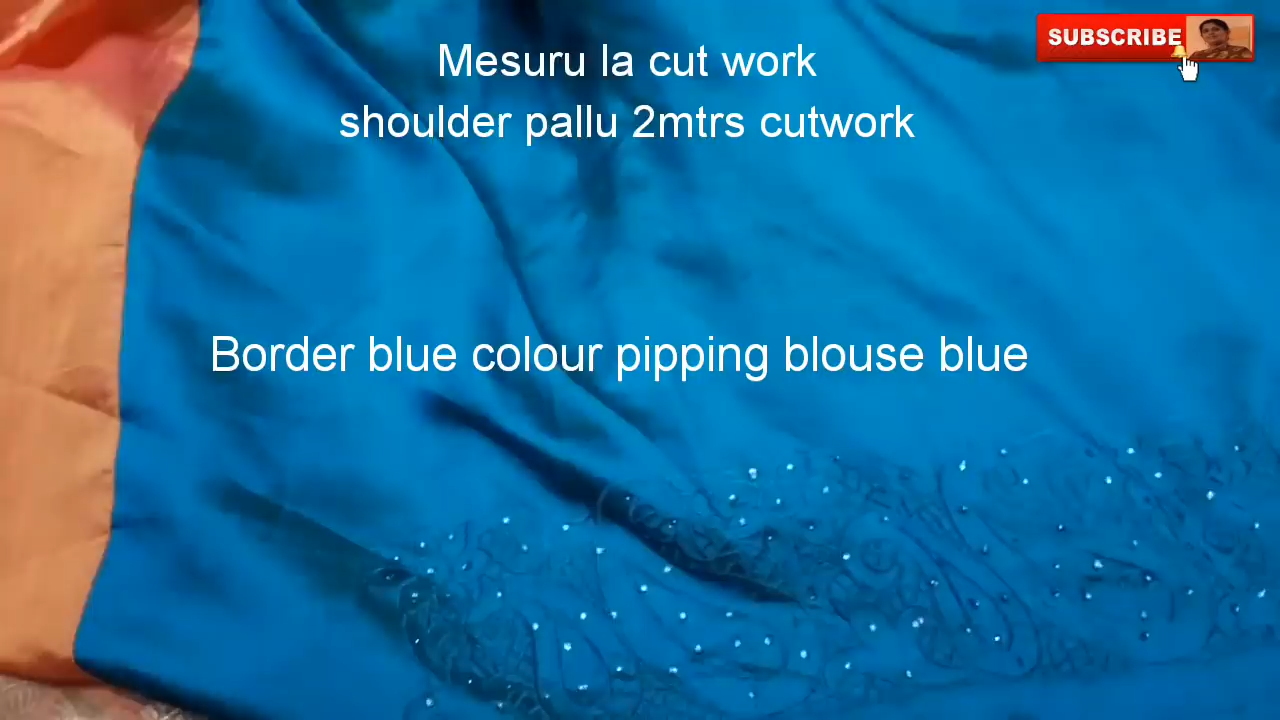 SUBSCRIBE
Mesuru la cut work
shoulder pallu 2mtrs cutwork
Border blue colour pipping blouse blue